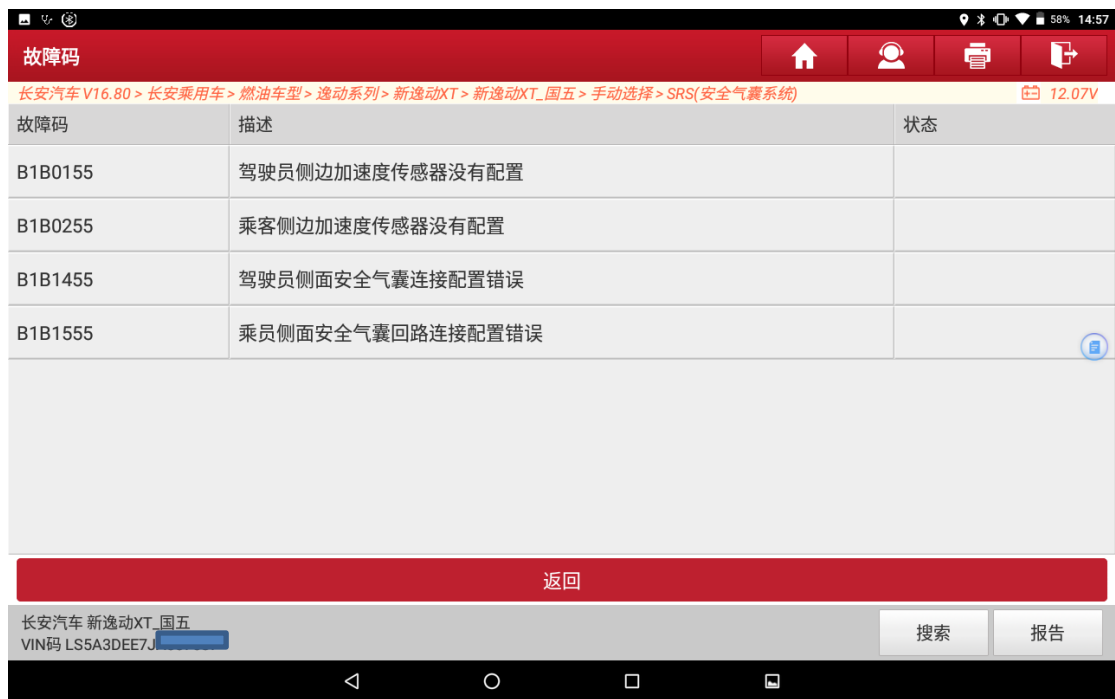 58% 14:57
故障码
长安汽车 V16.80 > 长安乘用车 > 燃油车型 > 逸动系列 > 新逸动XT > 新逸动XT_国五 > 手动选择 > SRS(安全气囊系统) 12.07V
故障码 描述 状态
B1B0155 驾驶员侧边加速度传感器没有配置
B1B0255 乘客侧边加速度传感器没有配置
B1B1455 驾驶员侧面安全气囊连接配置错误
B1B1555 乘员侧面安全气囊回路连接配置错误
返回
长安汽车 新逸动XT_国五
VIN码 LS5A3DEE7J
搜索 报告